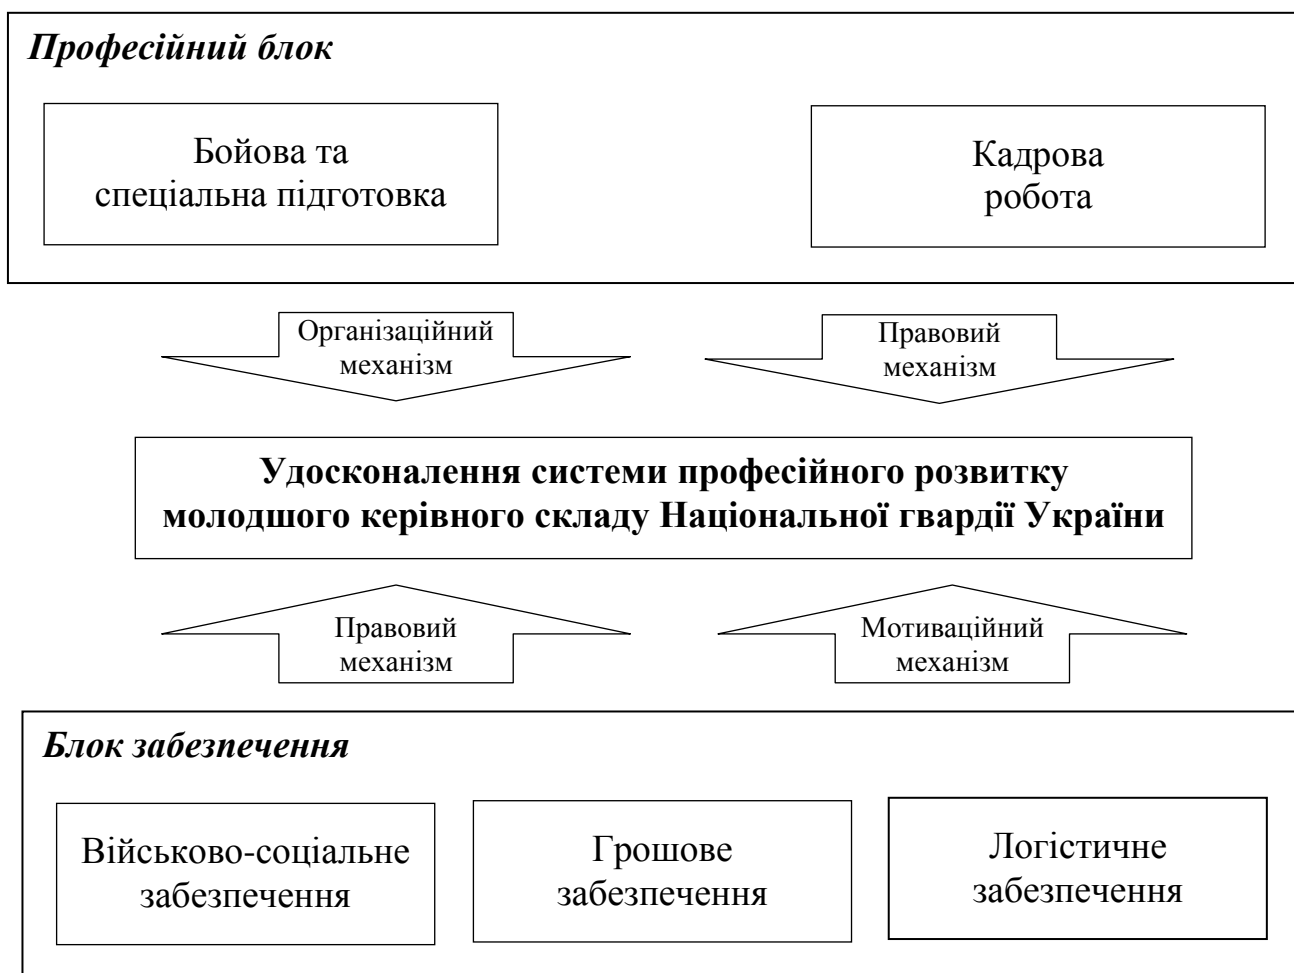 Професійний блок
Бойова та
спеціальна підготовка
Кадрова
робота
Організаційний
механізм
Правовий
механізм
Удосконалення системи професійного розвитку
молодшого керівного складу Національної гвардії України
Правовий
механізм
Мотиваційний
механізм
Блок забезпечення
Військово-соціальне
забезпечення
Грошове
забезпечення
Логістичне
забезпечення